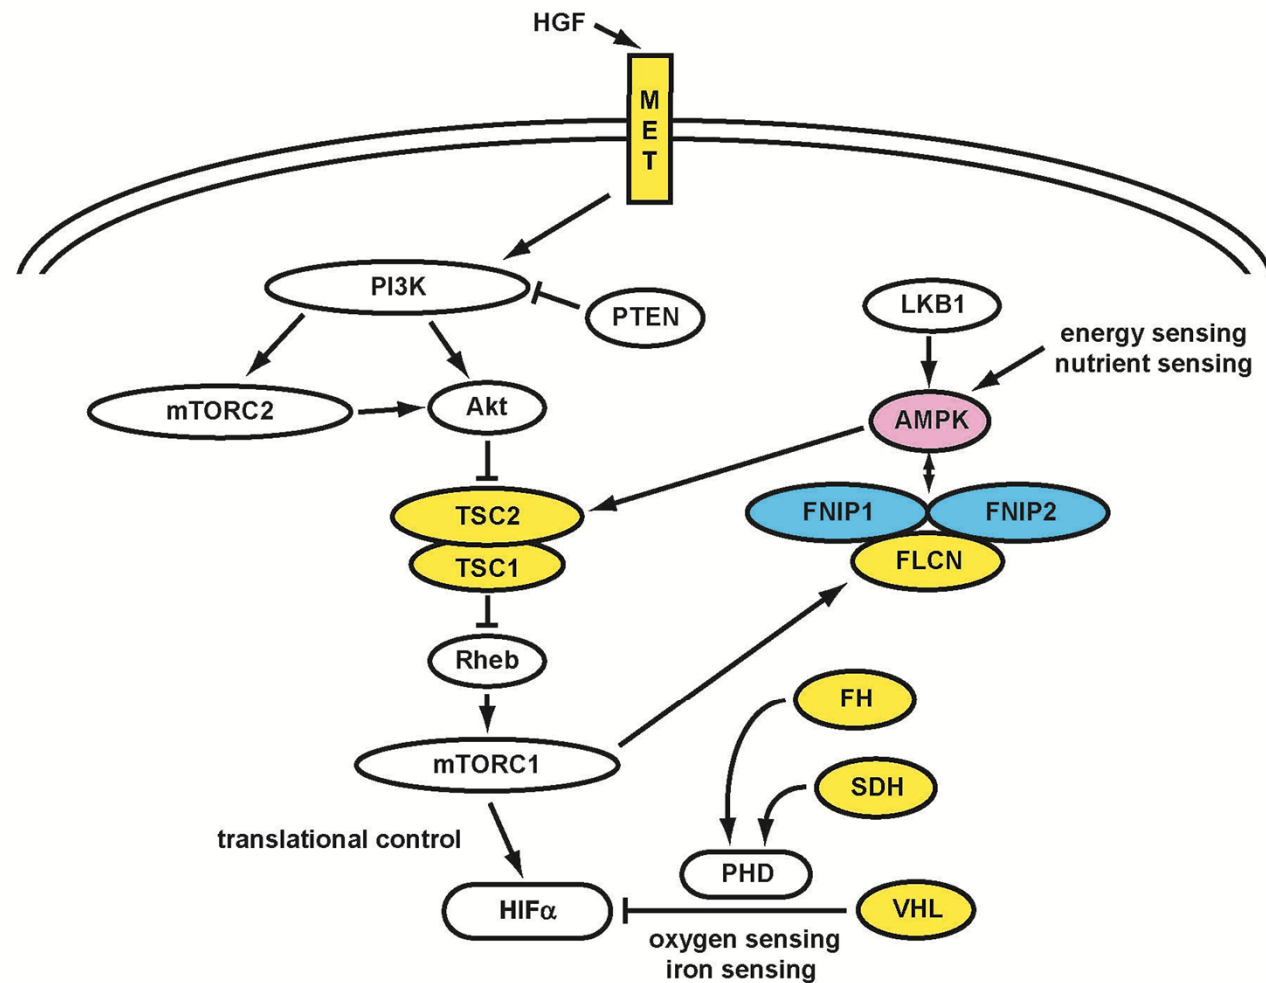 HGF
M
E
T
PI3K
PTEN
LKB1
energy sensing
nutrient sensing
mTORC2
Akt
AMPK
TSC2
FNIP1
FNIP2
TSC1
FLCN
Rheb
FH
mTORC1
SDH
translational control
PHD
HIFα
VHL
oxygen sensing
iron sensing